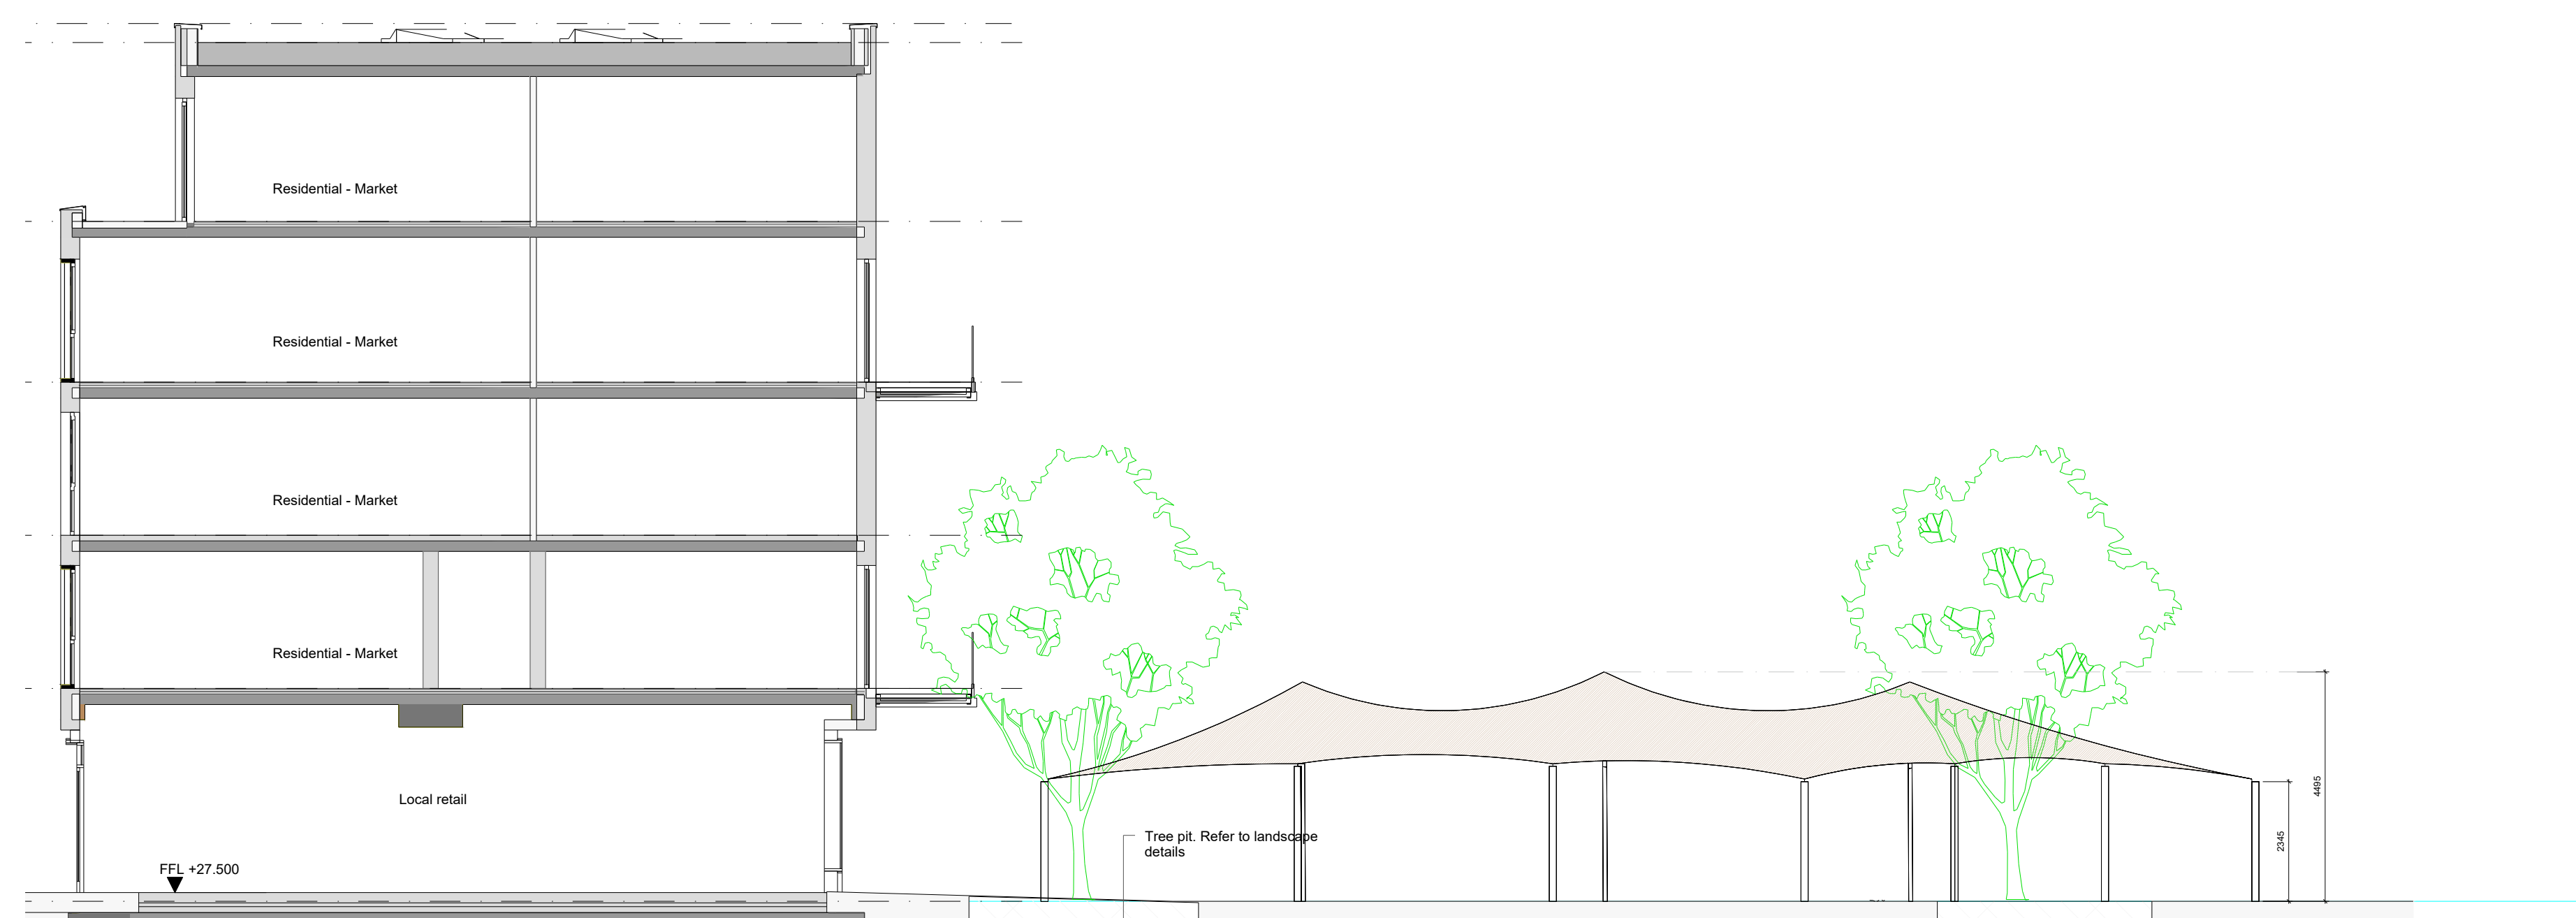 Residential - Market
Residential - Market
Residential - Market
Residential - Market
Local retail
FFL +27.500
Tree pit. Refer to landscape
details
4495
2345